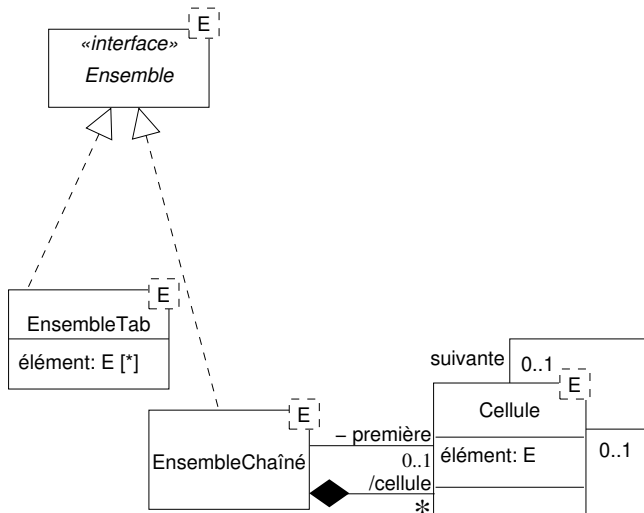 E
«interface»
Ensemble
E
EnsembleTab
élément: E [*]
suivante
0..1
E
Cellule
E
EnsembleChaîné
– première
0..1
élément: E
0..1
/cellule
*